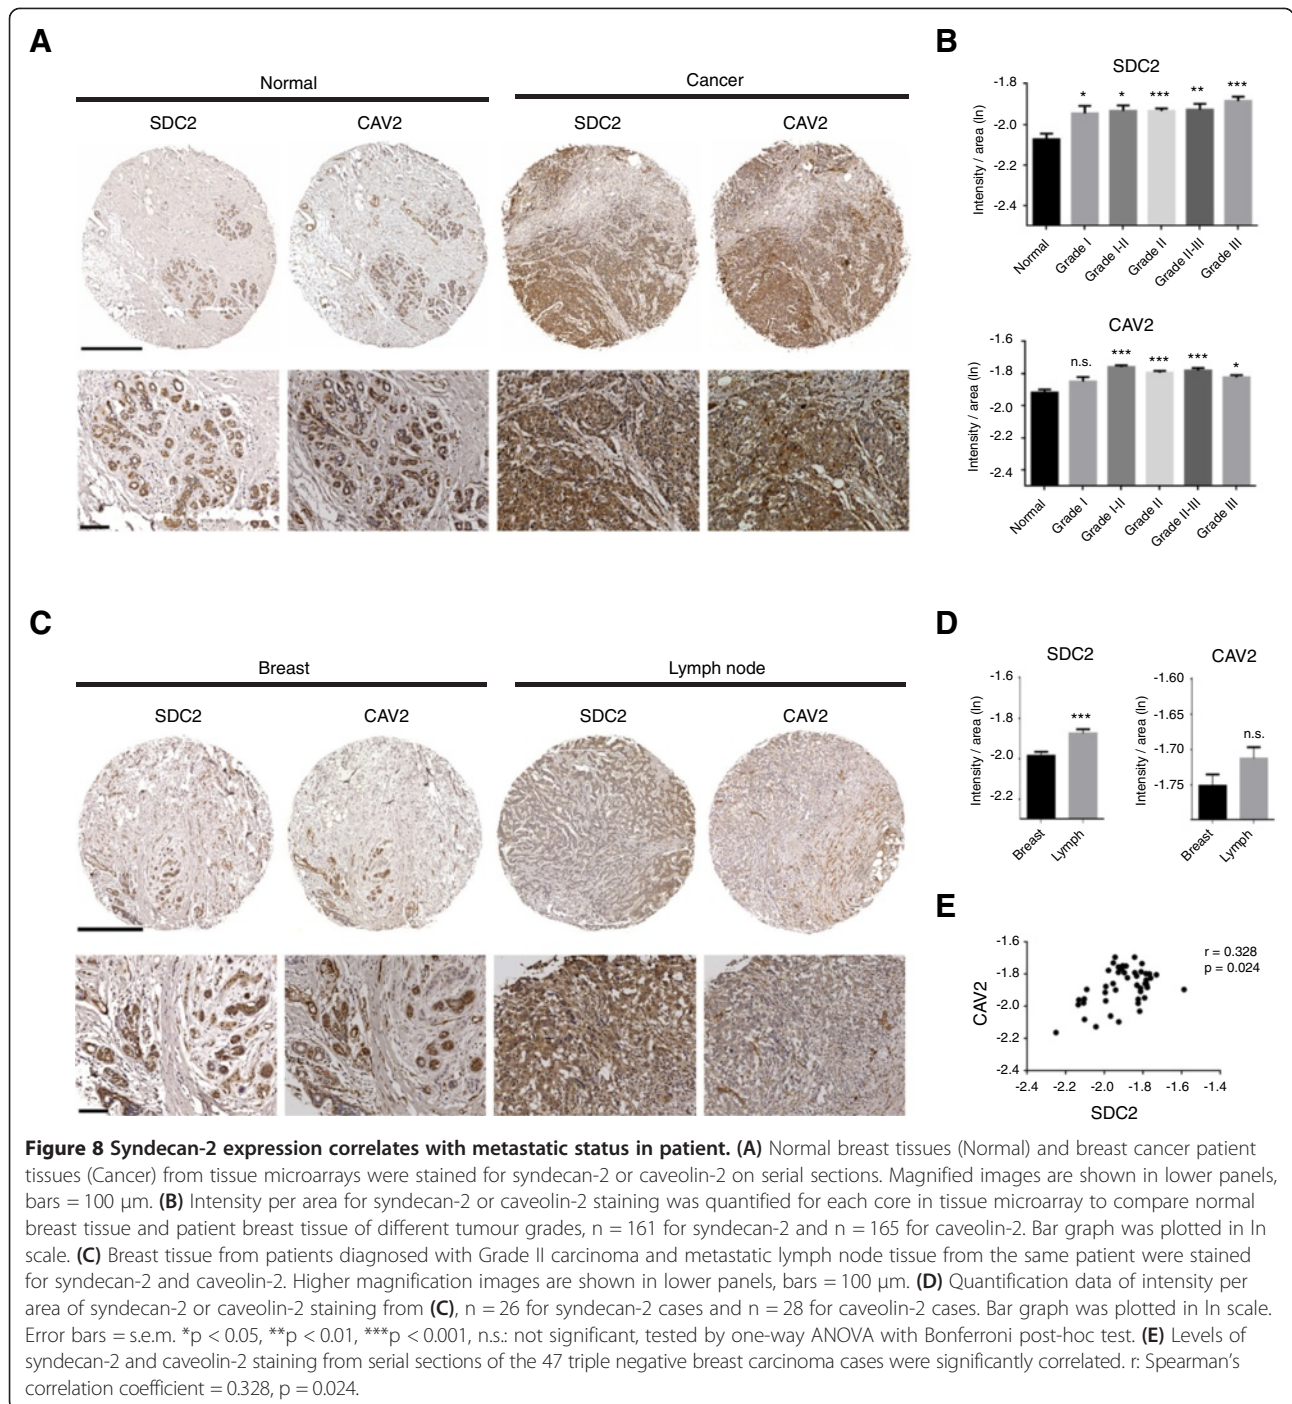 A
Normal
Cancer
SDC2
CAV2
SDC2
CAV2
B
SDC2
Intensity / area (ln)
-1.8
-2.0
-2.2
-2.4
*
*
***
**
***
Normal
Grade I
Grade I-II
Grade II
Grade II-III
Grade III
CAV2
Intensity / area (ln)
-1.6
-1.8
-2.0
-2.2
-2.4
n.s.
***
***
***
*
Normal
Grade I
Grade I-II
Grade II
Grade II-III
Grade III
C
Breast
Lymph node
SDC2
CAV2
SDC2
CAV2
D
SDC2
Intensity / area (ln)
-1.6
-1.8
-2.0
-2.2
***
Breast
Lymph
CAV2
Intensity / area (ln)
-1.60
-1.65
-1.70
-1.75
n.s.
Breast
Lymph
E
CAV2
-1.6
-1.8
-2.0
-2.2
-2.4
r = 0.328
p = 0.024
-2.4 -2.2 -2.0 -1.8 -1.6 -1.4
SDC2
Figure 8 Syndecan-2 expression correlates with metastatic status in patient. (A) Normal breast tissues (Normal) and breast cancer patient
tissues (Cancer) from tissue microarrays were stained for syndecan-2 or caveolin-2 on serial sections. Magnified images are shown in lower panels,
bars = 100 μm. (B) Intensity per area for syndecan-2 or caveolin-2 staining was quantified for each core in tissue microarray to compare normal
breast tissue and patient breast tissue of different tumour grades, n = 161 for syndecan-2 and n = 165 for caveolin-2. Bar graph was plotted in ln
scale. (C) Breast tissue from patients diagnosed with Grade II carcinoma and metastatic lymph node tissue from the same patient were stained
for syndecan-2 and caveolin-2. Higher magnification images are shown in lower panels, bars = 100 μm. (D) Quantification data of intensity per
area of syndecan-2 or caveolin-2 staining from (C), n = 26 for syndecan-2 cases and n = 28 for caveolin-2 cases. Bar graph was plotted in ln scale.
Error bars = s.e.m. *p < 0.05, **p < 0.01, ***p < 0.001, n.s.: not significant, tested by one-way ANOVA with Bonferroni post-hoc test. (E) Levels of
syndecan-2 and caveolin-2 staining from serial sections of the 47 triple negative breast carcinoma cases were significantly correlated. r: Spearman's
correlation coefficient = 0.328, p = 0.024.